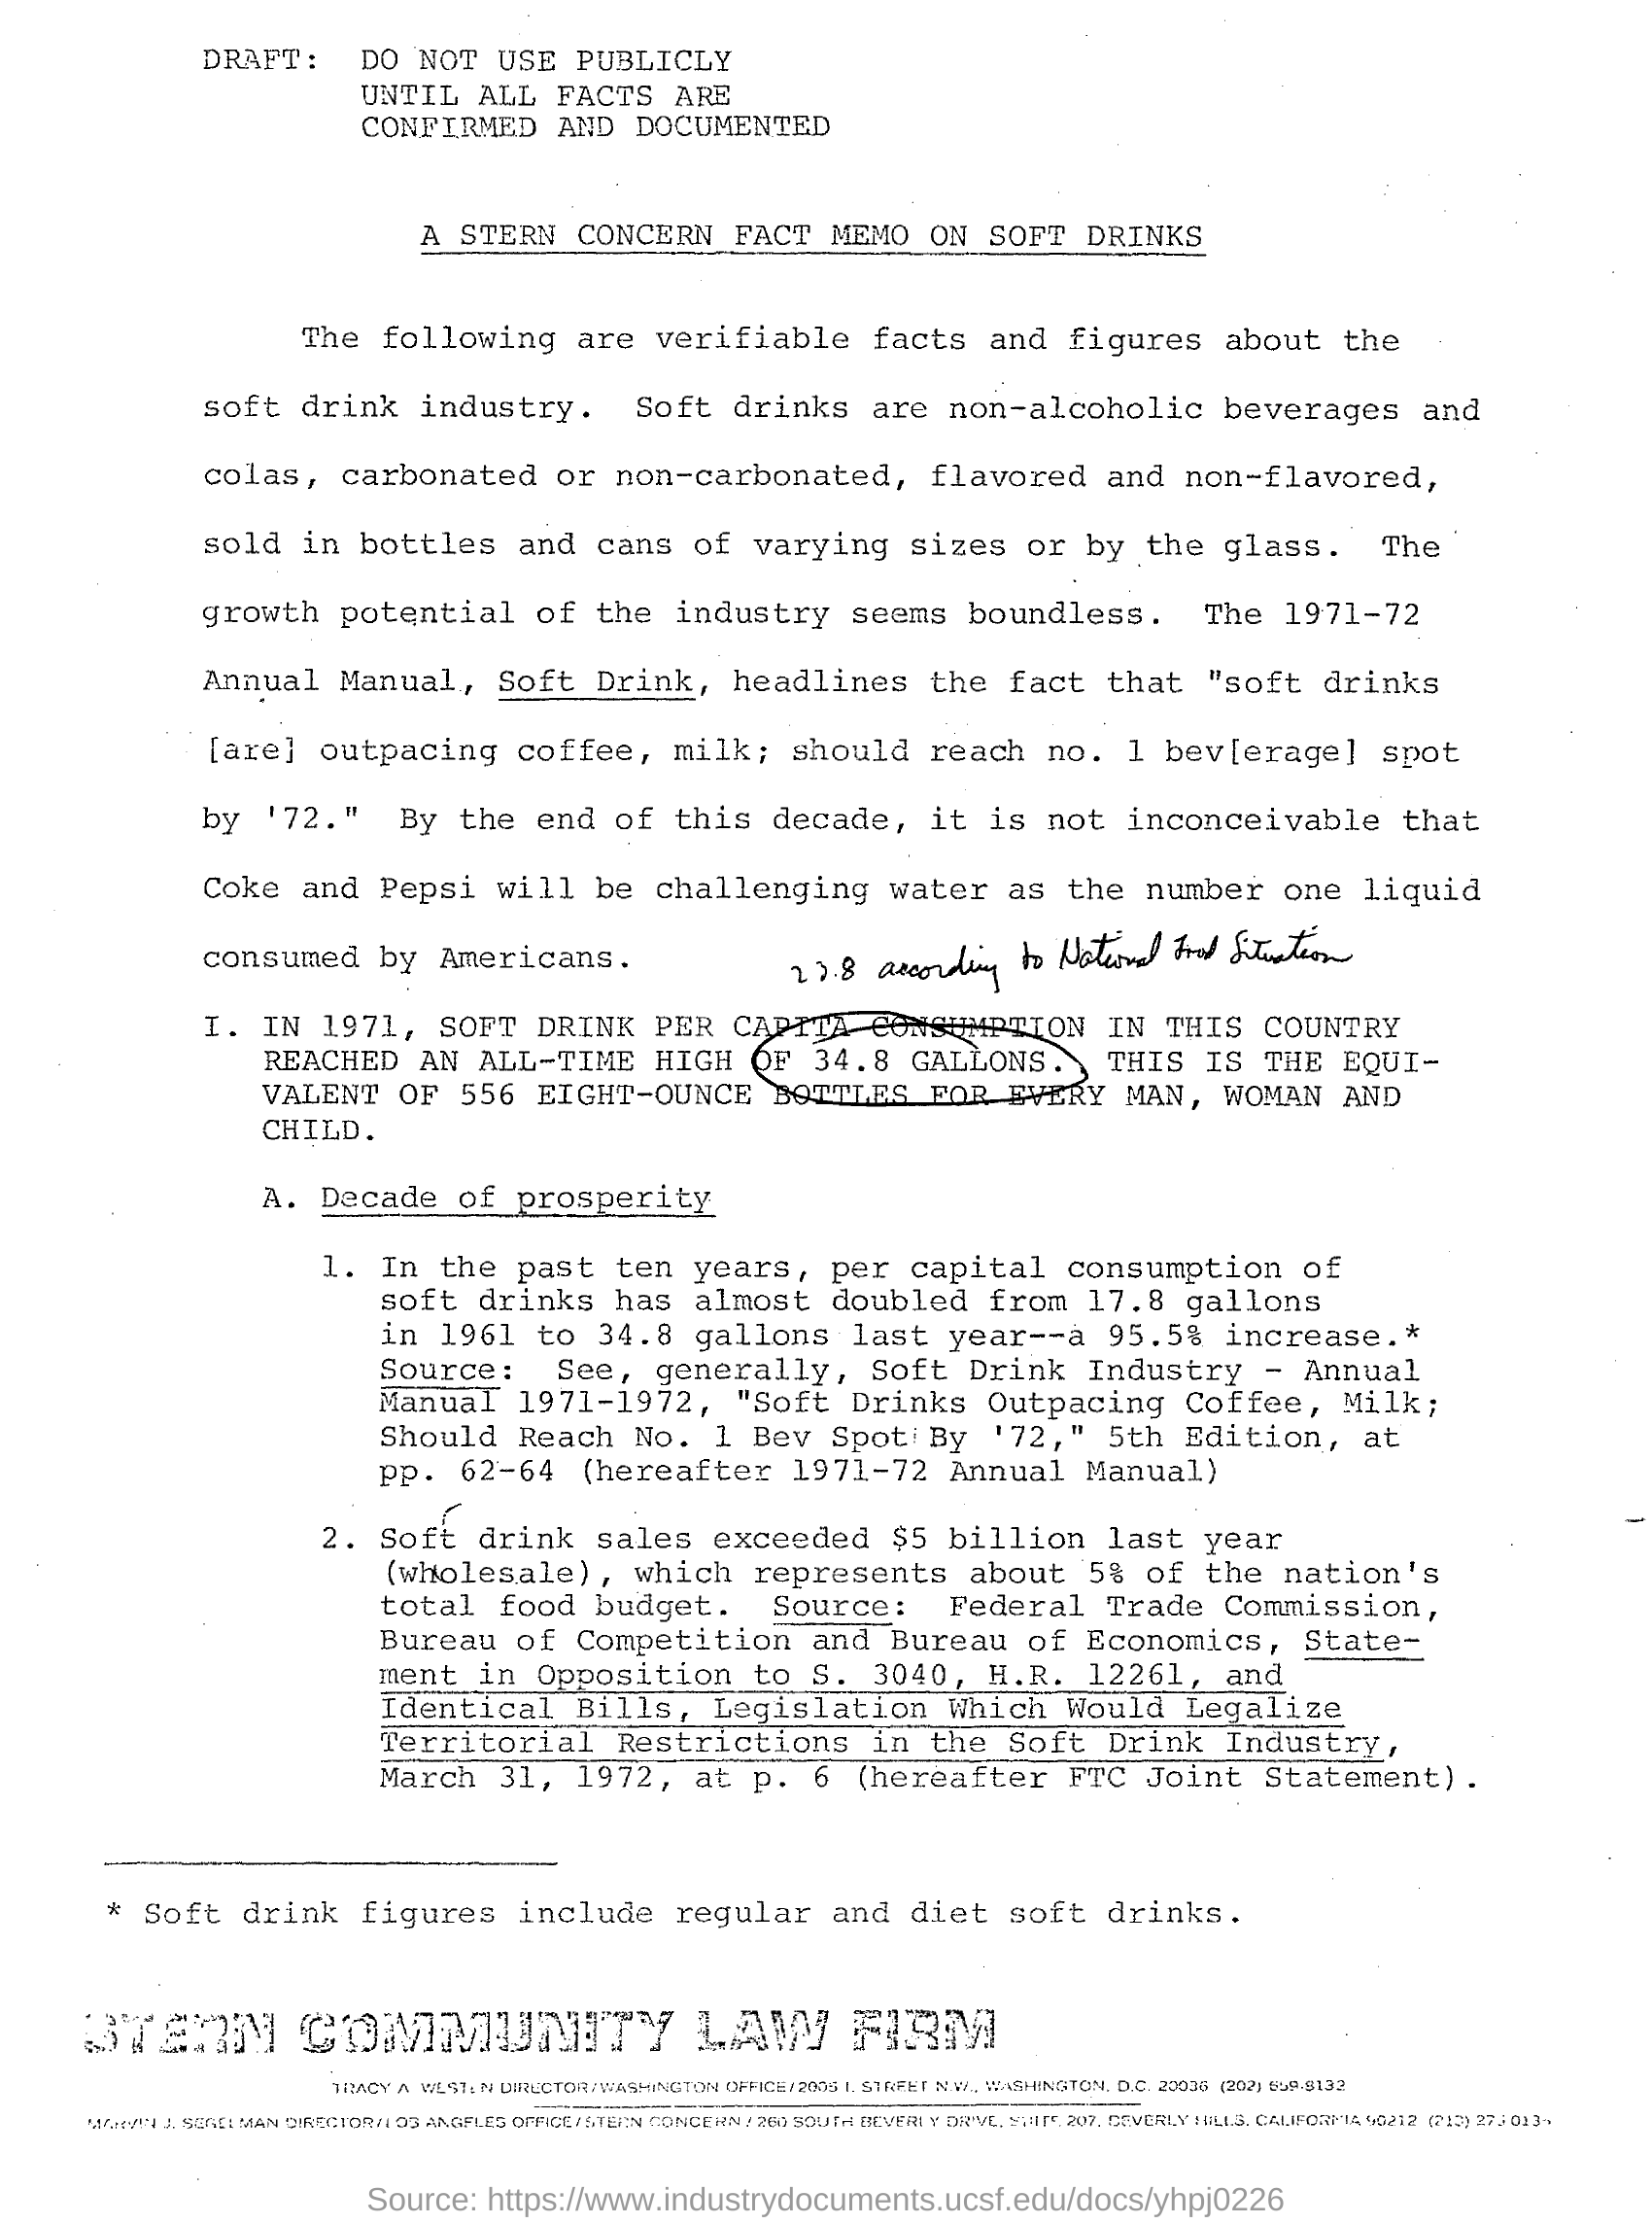 DRAFT: DO NOT USE PUBLICLY
UNTIL ALL FACTS ARE
CONFIRMED AND DOCUMENTED
A STERN CONCERN FACT MEMO ON SOFT DRINKS
The following are verifiable facts and figures about the
soft drink industry. Soft drinks are non-alcoholic beverages and
colas, carbonated or non-carbonated, flavored and non-flavored,
sold in bottles and cans of varying sizes or by the glass. The
growth potential of the industry seems boundless. The 1971-72
Annual Manual, Soft Drink, headlines the fact that "soft drinks
[are] outpacing coffee, milk; should reach no. 1 bev[erage] spot
by '72." By the end of this decade, it is not inconceivable that
Coke and Pepsi will be challenging water as the number one liquid
consumed by Americans.
according to National Food Situation
I. IN 1971, SOFT DRINK PER CAPITA CONSUMPTION IN THIS COUNTRY
REACHED AN ALL-TIME HIGH OF 34.8 GALLONS. THIS IS THE EQUI-
VALENT OF 556 EIGHT-OUNCE BOTTLES FOR EVERY MAN, WOMAN AND
CHILD.
A. Decade of prosperity
1. In the past ten years, per capital consumption of
soft drinks has almost doubled from 17.8 gallons
in 1961 to 34.8 gallons last year--a 95.5% increase.*
Source: See, generally, Soft Drink Industry - Annual
Manual 1971-1972, "Soft Drinks Outpacing Coffee, Milk;
Should Reach No. 1 Bev Spot By '72," 5th Edition, at
pp. 62-64 (hereafter 1971-72 Annual Manual)
2. Soft drink sales exceeded $5 billion last year
(wholesale), which represents about 5% of the nation's
total food budget. Source: Federal Trade Commission,
Bureau of Competition and Bureau of Economics, State-
ment in Opposition to S. 3040, H.R. 12261, and
Identical Bills, Legislation Which Would Legalize
Territorial Restrictions in the Soft Drink Industry,
March 31, 1972, at p. 6 (hereafter FTC Joint Statement).
* Soft drink figures include regular and diet soft drinks.
STERN COMMUNITY LAW FIRM
TRACY A. WESTEN DIRECTOR/WASHINGTON OFFICE/2005 STREET N.W., WASHINGTON, D.C. 20036 (202) 659-8132
MARVIN J. SEGELMAN DIRECTOR/LOS ANGELES OFFICE/STERN CONCERN/260 SOUTH BEVERLY DRIVE, SUITE 207, BEVERLY HILLS, CALIFORNIA 90212 (213)
Source: https://www.industrydocuments.ucsf.edu/docs/yhpj0226